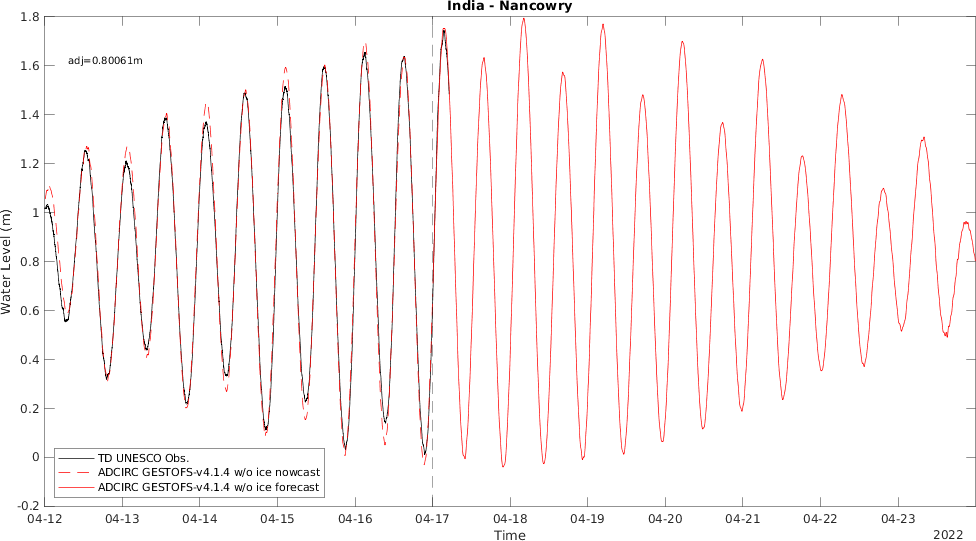 India - Nancowry
adj=0.80061m
1.8
1.6
1.4
1.2
1
0.8
0.6
0.4
0.2
0
-0.2
Water Level (m)
TD UNESCO Obs.
ADCIRC GESTOFS-v4.1.4 w/o ice nowcast
ADCIRC GESTOFS-v4.1.4 w/o ice forecast
04-12 04-13 04-14 04-15 04-16 04-17 04-18 04-19 04-20 04-21 04-22 04-23
Time
2022